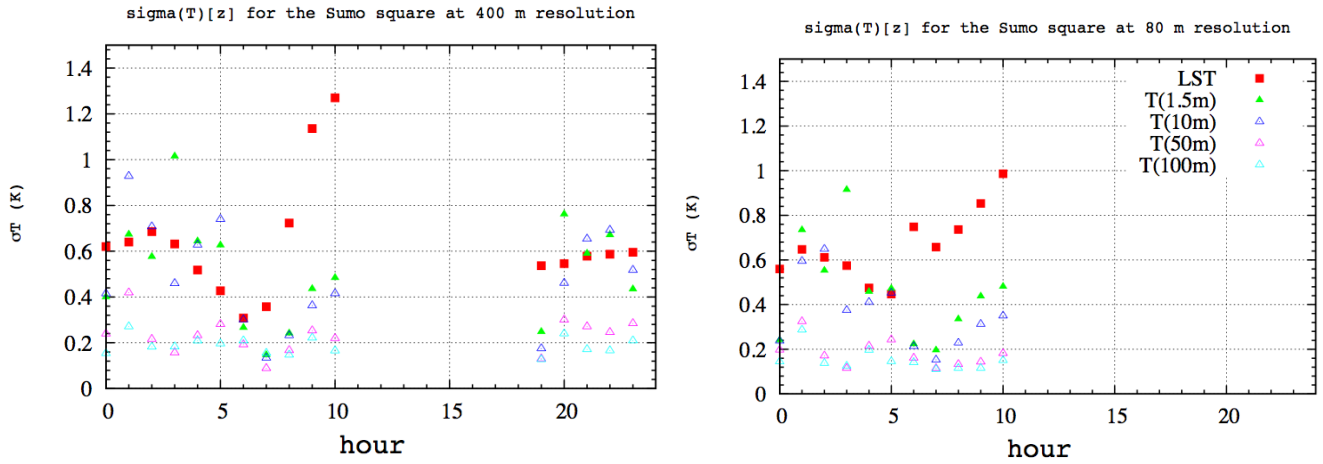 sigma(T)[z] for the Sumo square at 400 m resolution
1.4
1.2
1
0.8
0.6
0.4
0.2
0
σT (K)
0
5
10
15
20
hour
sigma(T)[z] for the Sumo square at 80 m resolution
1.4
1.2
1
0.8
0.6
0.4
0.2
0
σT (K)
LST
T(1.5m)
T(10m)
T(50m)
T(100m)
0
5
10
15
20
hour